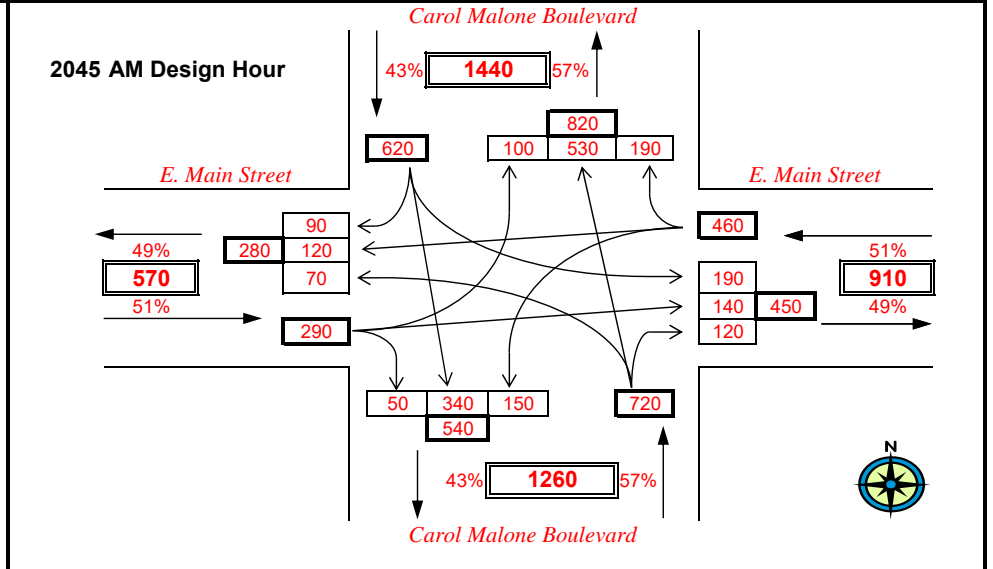 Carol Malone Boulevard
2045 AM Design Hour
43% 1440 57%
820
620
100 530 190
E. Main Street
E. Main Street
90
460
49%
280 120
51%
570
70
190
910
51%
140 450
49%
290
120
50 340 150
720
540
N
43% 1260 57%
Carol Malone Boulevard